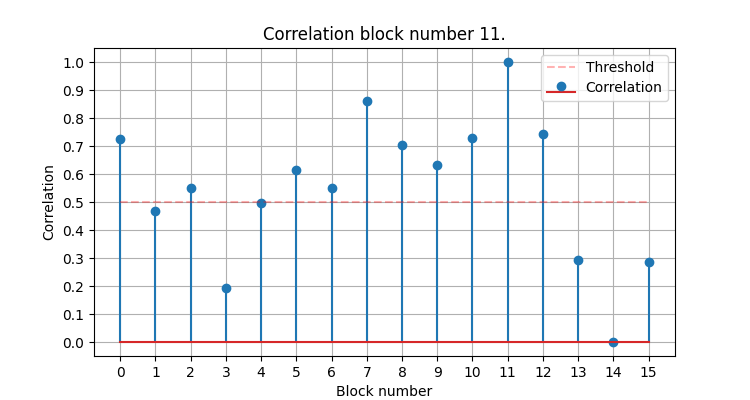 Correlation block number 11.
Threshold
Correlation
Correlation
1.0
0.9
0.8
0.7
0.6
0.5
0.4
0.3
0.2
0.1
0.0
0 1 2 3 4 5 6 7 8 9 10 11 12 13 14 15
Block number